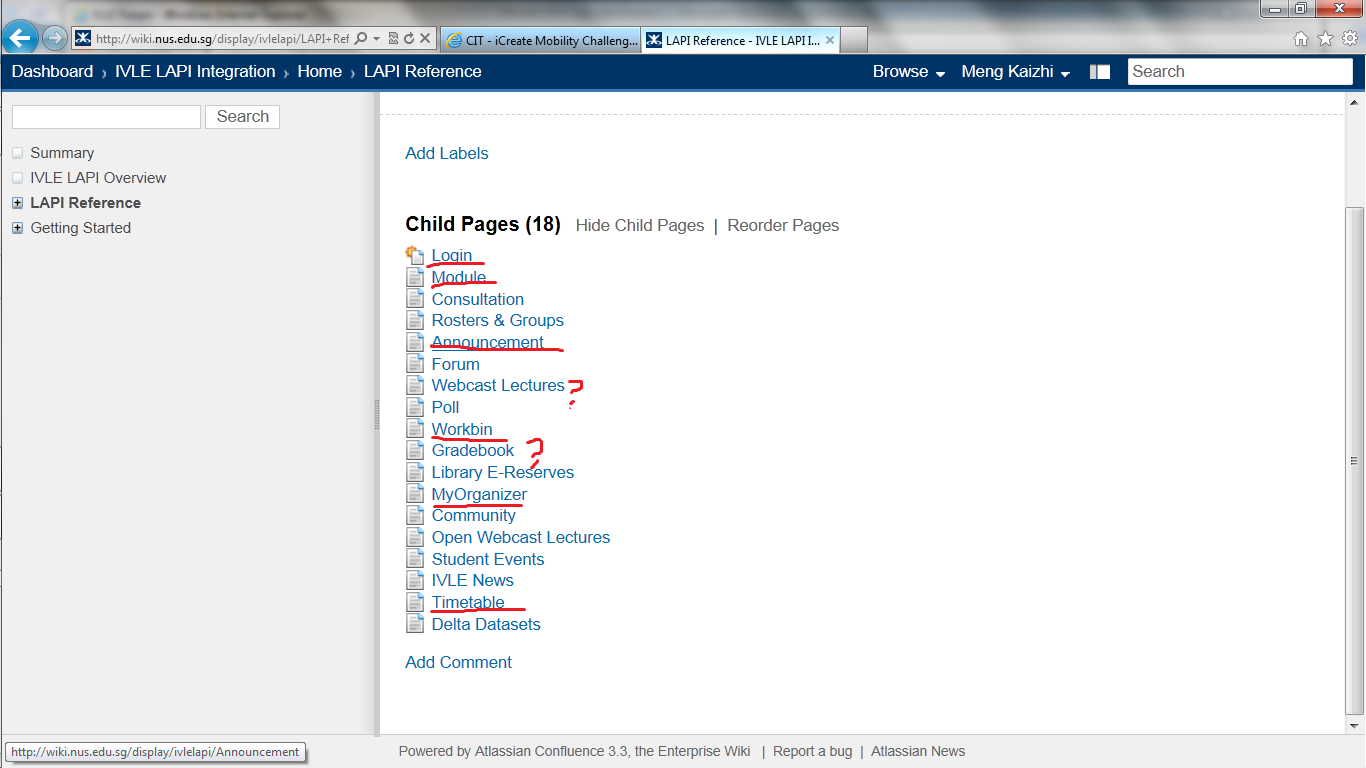 http://wiki.nus.edu.sg/display/ivlelapi/LAPI+Ref
CIT - iCreate Mobility Challeng...
LAPI Reference - IVLE LAPI I...
Dashboard › IVLE LAPI Integration › Home › LAPI Reference
Browse Meng Kaizhi Search
Search
Summary
IVLE LAPI Overview
LAPI Reference
Getting Started
Add Labels
Child Pages (18) Hide Child Pages | Reorder Pages
Login
Module
Consultation
Rosters & Groups
Announcement
Forum
Webcast Lectures ?
Poll
Workbin
Gradebook ?
Library E-Reserves
MyOrganizer
Community
Open Webcast Lectures
Student Events
IVLE News
Timetable
Delta Datasets
Add Comment
http://wiki.nus.edu.sg/display/ivlelapi/Announcement
Powered by Atlassian Confluence 3.3, the Enterprise Wiki | Report a bug | Atlassian News